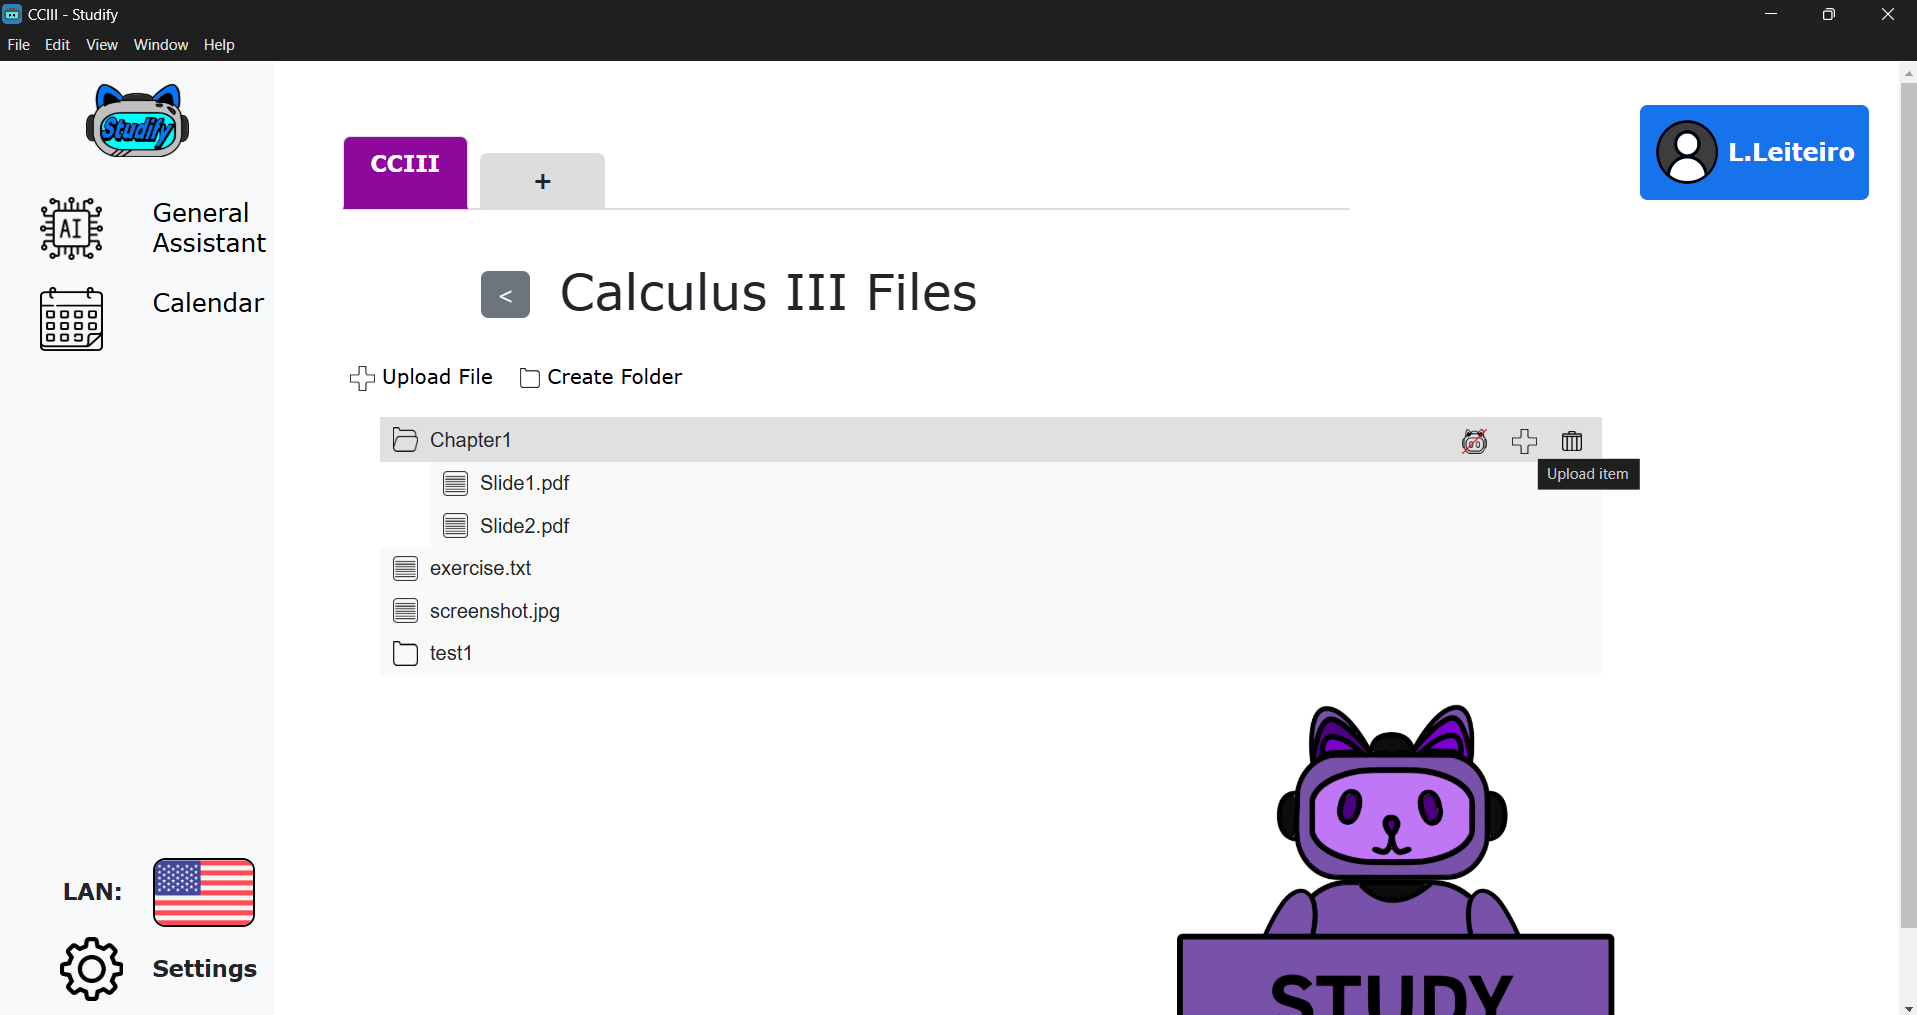 CCIII - Studify
File Edit View Window Help
Studify
CCIII
+
L.Leiteiro
AI
General
Assistant
Calendar
< Calculus III Files
Upload File Create Folder
Chapter1
Upload item
Slide1.pdf
Slide2.pdf
exercise.txt
screenshot.jpg
test1
LAN:
Settings
STUDY